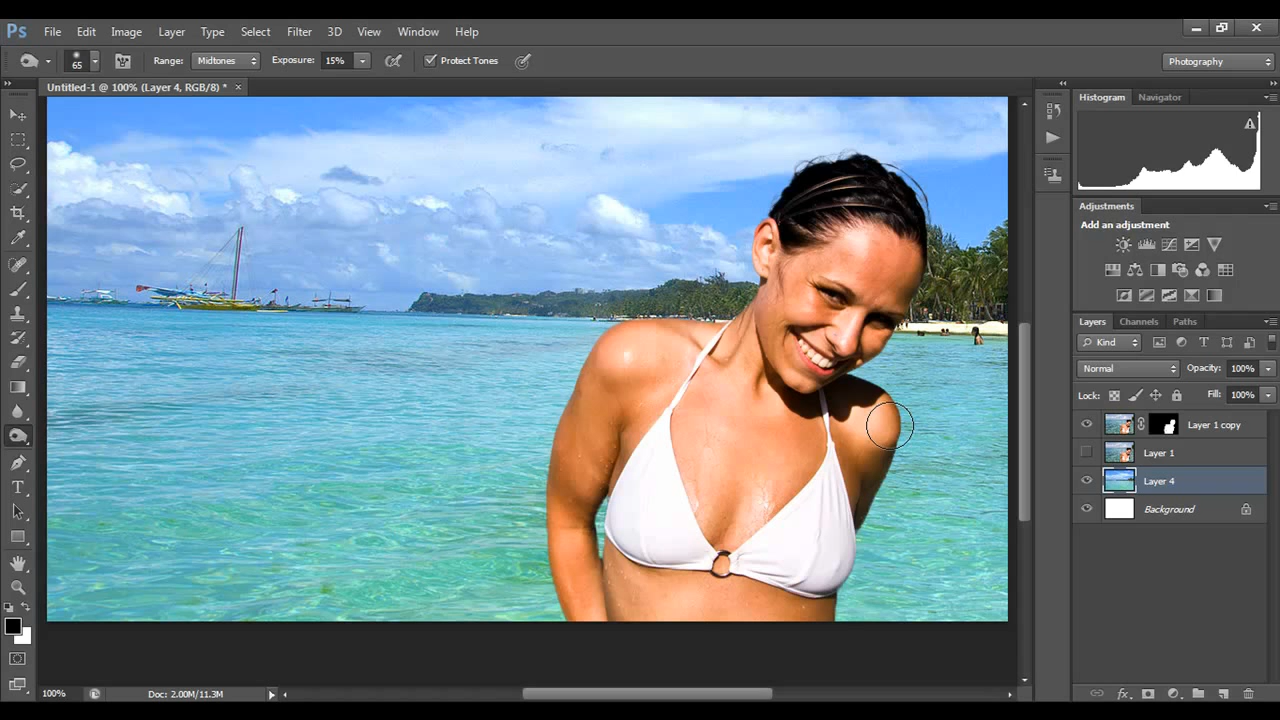 Ps File Edit Image Layer Type Select Filter 3D View Window Help
65 Range: Midtones Exposure: 15% Protect Tones Photography
Untitled-1 @ 100% (Layer 4, RGB/8) * ×
Histogram Navigator
Adjustments
Add an adjustment
Layers Channels Paths
Kind
Normal Opacity: 100%
Lock: Fill: 100%
Layer 1 copy
Layer 1
Layer 4
Background
100% Doc: 2.00M/11.3M
fx